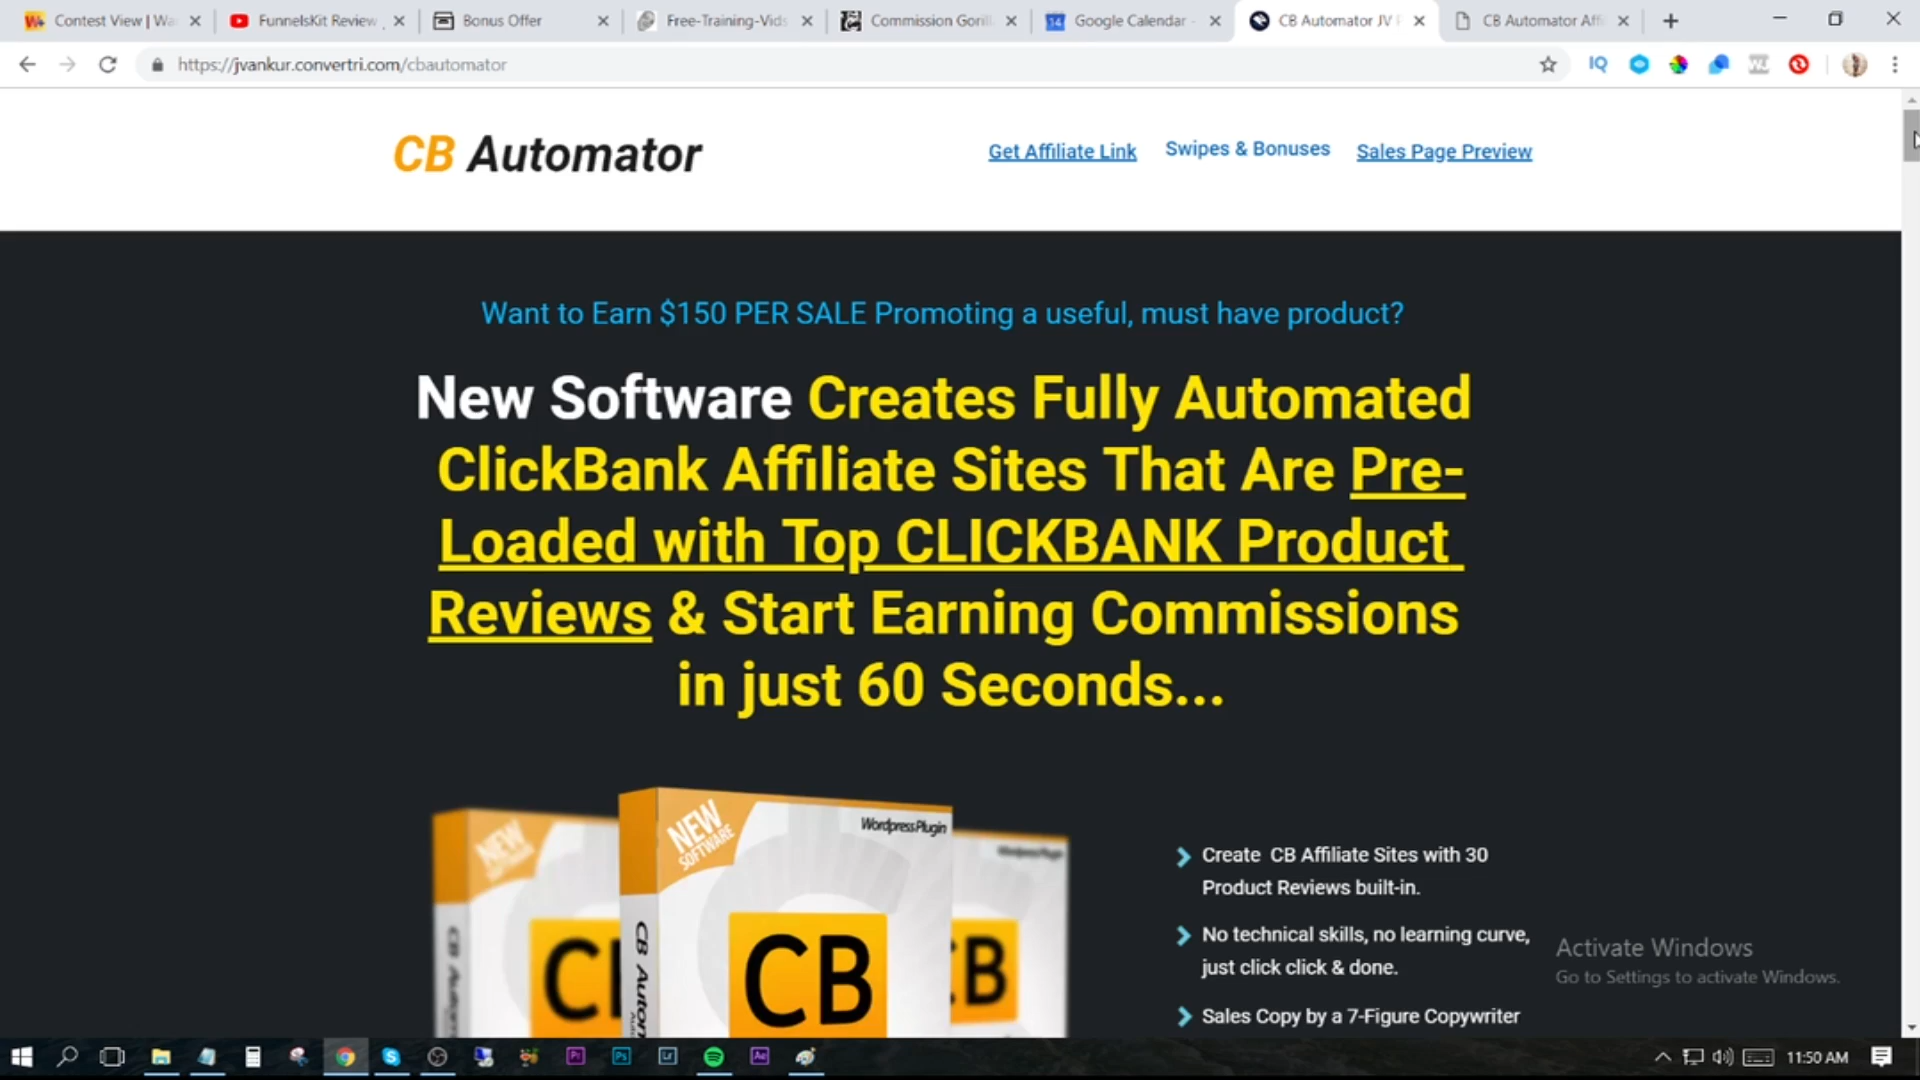 Contest View | Wa
FunnelsKit Review
Bonus Offer
Free-Training-Vids
Commission Goril
Google Calendar -
CB Automator JV P
CB Automator Affi
https://jvankur.convertri.com/cbautomator
CB Automator
Get Affiliate Link
Swipes & Bonuses
Sales Page Preview
Want to Earn $150 PER SALE Promoting a useful, must have product?
New Software Creates Fully Automated
ClickBank Affiliate Sites That Are Pre-
Loaded with Top CLICKBANK Product
Reviews & Start Earning Commissions
in just 60 Seconds...
NEW SOFTWARE
WordpressPlugin
CB
CB Autom
Create CB Affiliate Sites with 30
Product Reviews built-in.
No technical skills, no learning curve,
just click click & done.
Sales Copy by a 7-Figure Copywriter
Activate Windows
Go to Settings to activate Windows.
11:50 AM